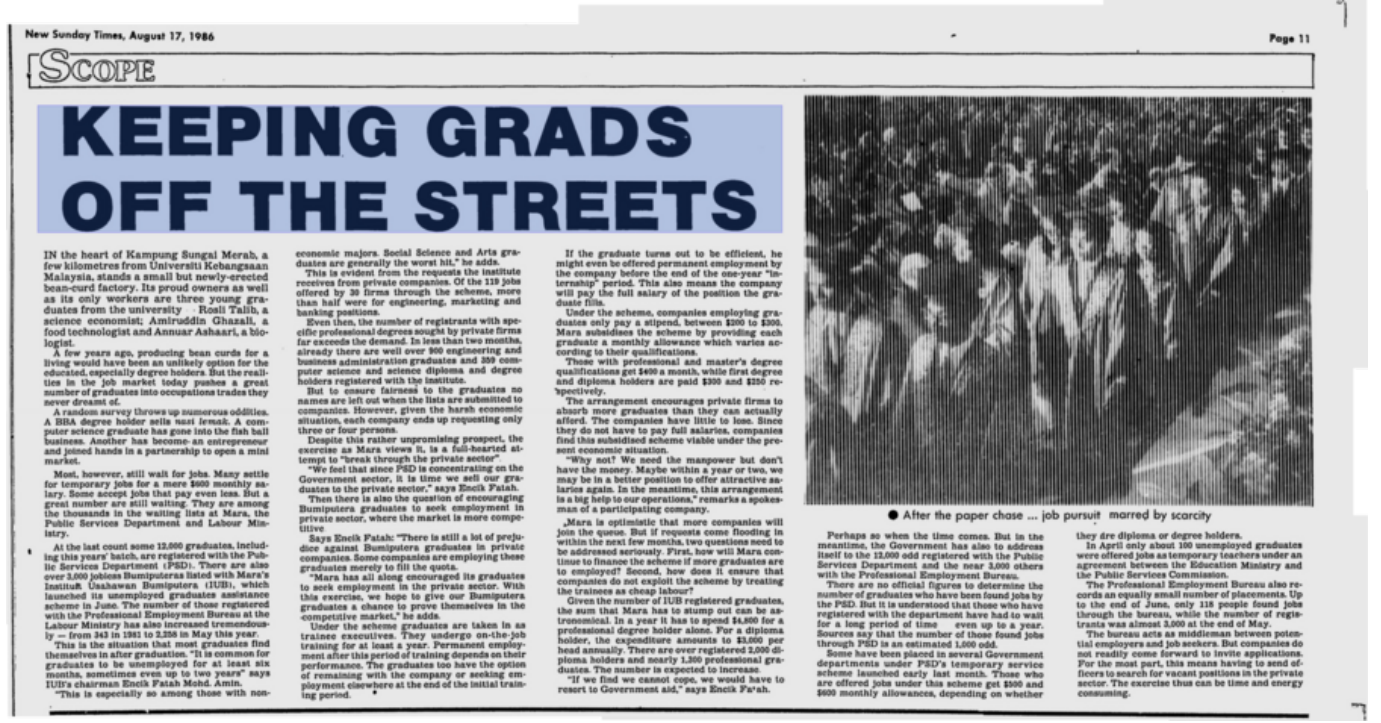 New Sunday Times, August 17, 1986
Page 11
SCOPE
KEEPING GRADS
OFF THE STREETS
IN the heart of Kampung Sungai Merab, a
few kilometres from Universiti Kebangsaan
Malaysia, stands a small but newly-erected
bean-curd factory. Its proud owners as well
as its only workers are three young gra-
duates from the university Rosli Talib, a
science economist; Amiruddin Ghazali, a
food technologist and Annuar Ashaari, a bio-
logist.
A few years ago, producing bean curds for a
living would have been an unlikely option for the
educated, especially degree holders. But the reali-
ties in the job market today pushes a great
number of graduates into occupations trades they
never dreamt of.
A random survey throws up numerous oddities.
A BBA degree holder sells nasi lemak. A com-
puter science graduate has gone into the fish ball
business. Another has become an entrepreneur
and joined hands in a partnership to open a mini
market.
Most, however, still wait for jobs. Many settle
for temporary jobs for a mere $600 monthly sa-
lary. Some accept jobs that pay even less. But a
great number are still waiting. They are among
the thousands in the waiting lists at Mara, the
Public Services Department and Labour Min-
istry.
At the last count some 12,000 graduates, includ-
ing this years' batch, are registered with the Pub-
lic Services Department (PSD). There are also
over 3,000 jobless Bumiputeras listed with Mara's
Institut Usahawan Bumiputera (IUB), which
launched its unemployed graduates assistance
scheme in June. The number of those registered
with the Professional Employment Bureau at the
Labour Ministry has also increased tremendous-
ly — from 343 in 1981 to 2,258 in May this year.
This is the situation that most graduates find
themselves in after graduation. "It is common for
graduates to be unemployed for at least six
months, sometimes even up to two years" says
IUB's chairman Encik Fatah Mohd. Amin.
"This is especially so among those with non-
economic majors. Social Science and Arts gra-
duates are generally the worst hit," he adds.
This is evident from the requests the institute
receives from private companies. Of the 119 jobs
offered by 30 firms through the scheme, more
than half were for engineering, marketing and
banking positions.
Even then, the number of registrants with spe-
cific professional degrees sought by private firms
far exceeds the demand. In less than two months,
already there are well over 900 engineering and
business administration graduates and 359 com-
puter science and science diploma and degree
holders registered with the institute.
But to ensure fairness to the graduates no
names are left out when the lists are submitted to
companies. However, given the harsh economic
situation, each company ends up requesting only
three or four persons.
Despite this rather unpromising prospect, the
exercise as Mara views it, is a full-hearted at-
tempt to "break through the private sector".
"We feel that since PSD is concentrating on the
Government sector, it is time we sell our gra-
duates to the private sector," says Encik Fatah.
Then there is also the question of encouraging
Bumiputera graduates to seek employment in
private sector, where the market is more compe-
titive.
Says Encik Fatah: "There is still a lot of preju-
dice against Bumiputera graduates in private
companies. Some companies are employing these
graduates merely to fill the quota.
"Mara has all along encouraged its graduates
to seek employment in the private sector. With
this exercise, we hope to give our Bumiputera
graduates a chance to prove themselves in the
competitive market," he adds.
Under the scheme graduates are taken in as
trainee executives. They undergo on-the-job
training for at least a year. Permanent employ-
ment after this period of training depends on their
performance. The graduates too have the option
of remaining with the company or seeking em-
ployment elsewhere at the end of the initial train-
ing period.
If the graduate turns out to be efficient, he
might even be offered permanent employment by
the company before the end of the one-year "in-
ternship" period. This also means the company
will pay the full salary of the position the gra-
duate fills.
Under the scheme, companies employing gra-
duates only pay a stipend, between $200 to $300.
Mara subsidises the scheme by providing each
graduate a monthly allowance which varies ac-
cording to their qualifications.
Those with professional and master's degree
qualifications get $400 a month, while first degree
and diploma holders are paid $300 and $250 re-
spectively.
The arrangement encourages private firms to
absorb more graduates than they can actually
afford. The companies have little to lose. Since
they do not have to pay full salaries, companies
find this subsidised scheme viable under the pre-
sent economic situation.
"Why not? We need the manpower but don't
have the money. Maybe within a year or two, we
may be in a better position to offer attractive sa-
laries again. In the meantime, this arrangement
is a big help to our operations," remarks a spokes-
man of a participating company.
Mara is optimistic that more companies will
join the queue. But if requests come flooding in
within the next few months, two questions need to
be addressed seriously. First, how will Mara con-
tinue to finance the scheme if more graduates are
to employed? Second, how does it ensure that
companies do not exploit the scheme by treating
the trainees as cheap labour?
Given the number of IUB registered graduates,
the sum that Mara has to stump out can be as-
tronomical. In a year it has to spend $4,800 for a
professional degree holder alone. For a diploma
holder, the expenditure amounts to $3,000 per
head annually. There are over registered 2,000 di-
ploma holders and nearly 1,300 professional gra-
duates. The number is expected to increase.
"If we find we cannot cope, we would have to
resort to Government aid," says Encik Fatah.
● After the paper chase ... job pursuit marred by scarcity
Perhaps so when the time comes. But in the
meantime, the Government has also to address
itself to the 12,000 odd registered with the Public
Services Department and the near 3,000 others
with the Professional Employment Bureau.
There are no official figures to determine the
number of graduates who have been found jobs by
the PSD. But it is understood that those who have
registered with the department have had to wait
for a long period of time even up to a year.
Sources say that the number of those found jobs
through PSD is an estimated 1,000 odd.
Some have been placed in several Government
departments under PSD's temporary service
scheme launched early last month. Those who
are offered jobs under this scheme get $500 and
$600 monthly allowances, depending on whether
they are diploma or degree holders.
In April only about 100 unemployed graduates
were offered jobs as temporary teachers under an
agreement between the Education Ministry and
the Public Services Commission.
The Professional Employment Bureau also re-
cords an equally small number of placements. Up
to the end of June, only 118 people found jobs
through the bureau, while the number of regis-
trants was almost 3,000 at the end of May.
The bureau acts as middleman between poten-
tial employers and job seekers. But companies do
not readily come forward to invite applications.
For the most part, this means having to send of-
ficers to search for vacant positions in the private
sector. The exercise thus can be time and energy
consuming.